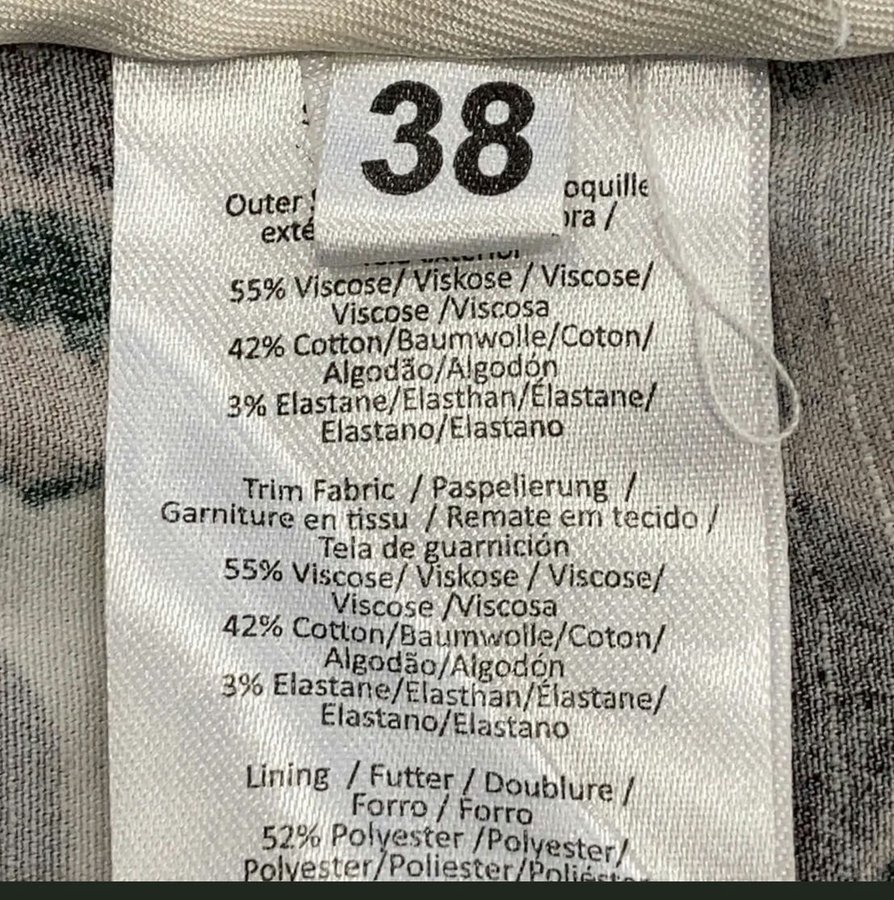 38
Outer
oquille
exté
ora /
55% Viscose/ Viskose / Viscose/
Viscose /Viscosa
42% Cotton/Baumwolle/Coton/
Algodão/Algodón
3% Elastane/Elasthan/Élastane/
Elastano/Elastano
Trim Fabric / Paspelierung /
Garniture en tissu / Remate em tecido /
Tela de guarnición
55% Viscose/ Viskose / Viscose/
Viscose /Viscosa
42% Cotton/Baumwolle/Coton/
Algodão/Algodón
3% Elastane/Elasthan/Élastane/
Elastano/Elastano
Lining / Futter / Doublure /
Forro / Forro
52% Polyester /Polyester/
Polyester/Poliester/Poliéster